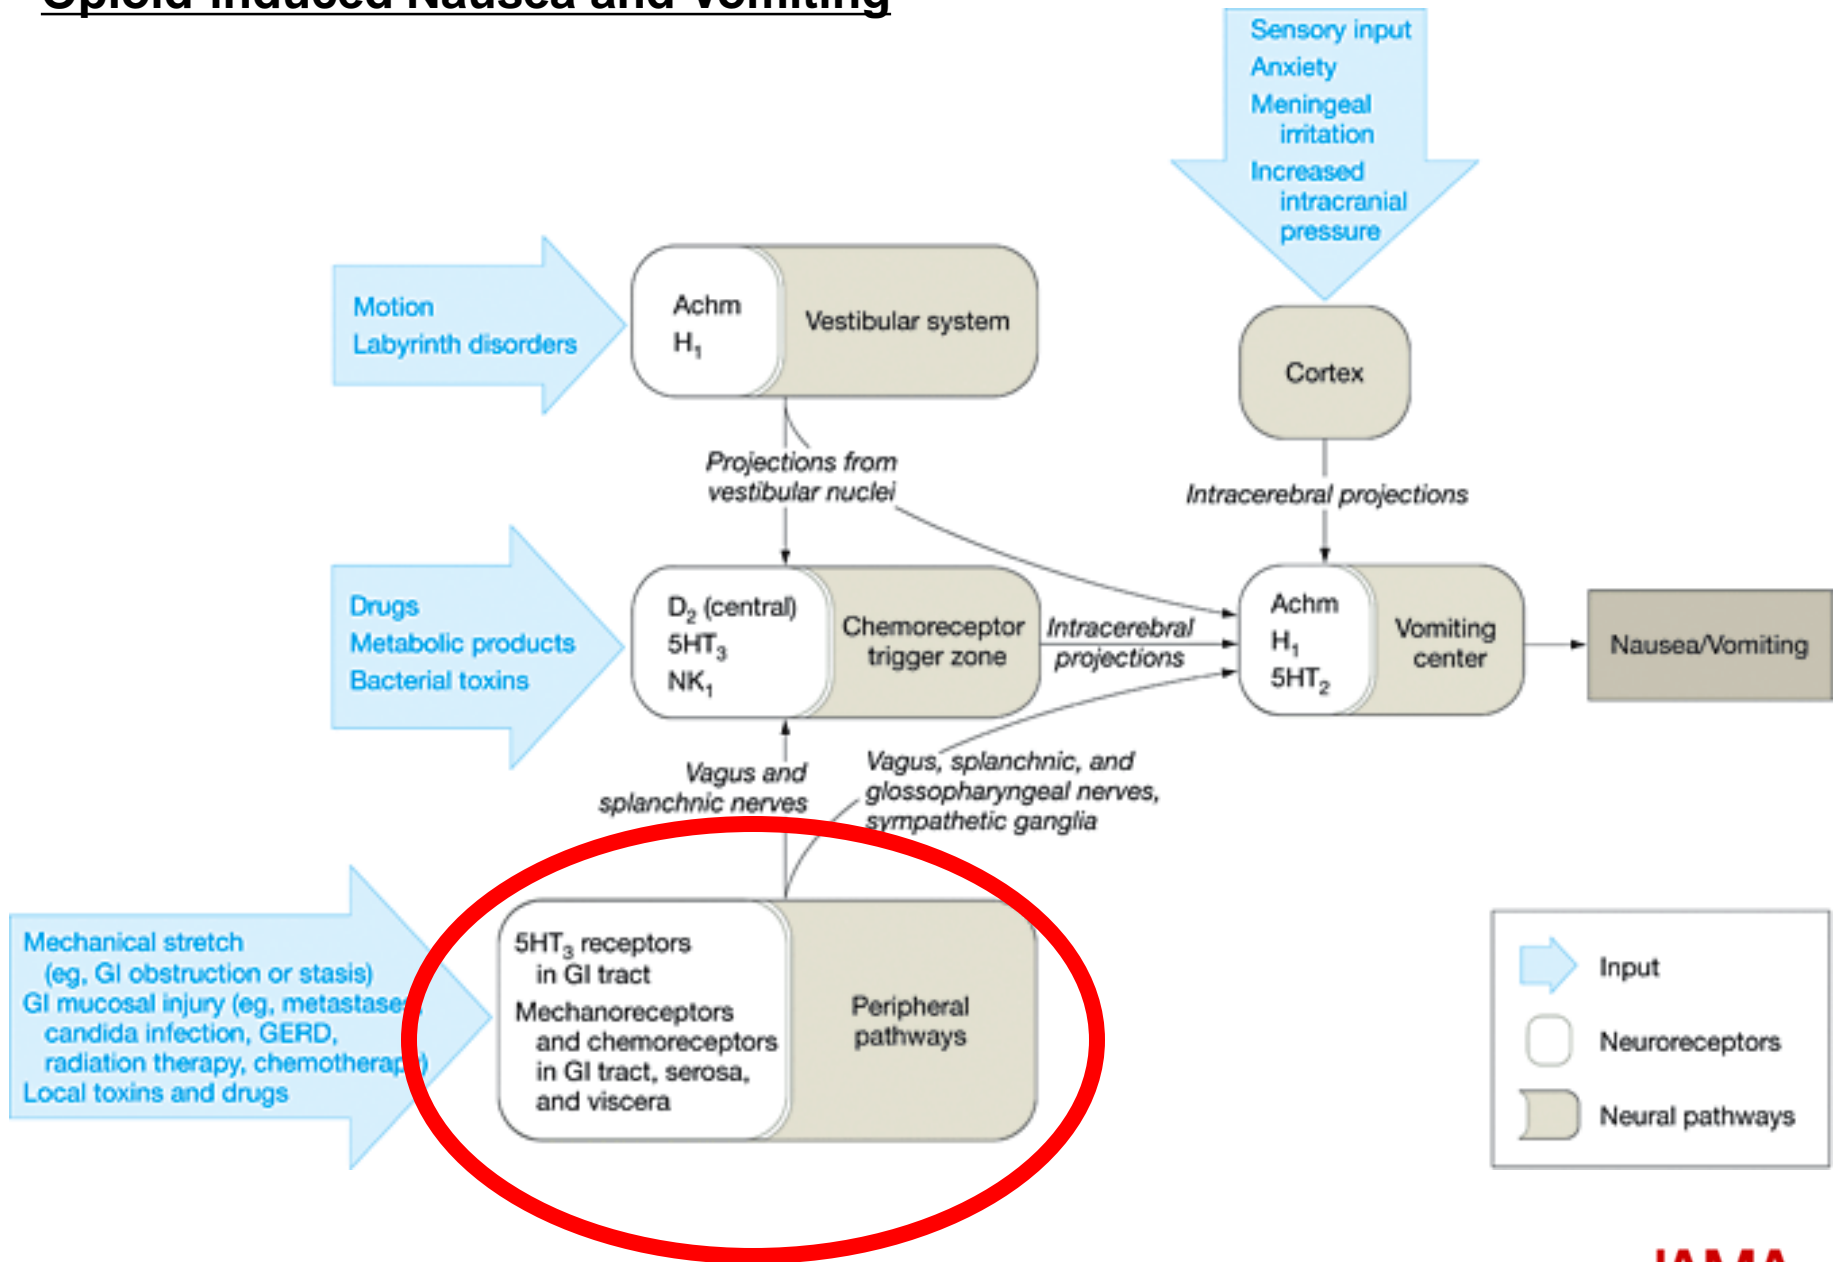 Opioid-Induced Nausea and Vomiting
Sensory input
Anxiety
Meningeal
irritation
Increased
intracranial
pressure
Motion
Labyrinth disorders
Achm
H1
Vestibular system
Cortex
Projections from
vestibular nuclei
Intracerebral projections
Drugs
Metabolic products
Bacterial toxins
D2 (central)
5HT3
NK1
Chemoreceptor
trigger zone
Intracerebral
projections
Achm
H1
5HT2
Vomiting
center
Nausea/Vomiting
Vagus and
splanchnic nerves
Vagus, splanchnic, and
glossopharyngeal nerves,
sympathetic ganglia
Mechanical stretch
(eg, GI obstruction or stasis)
GI mucosal injury (eg, metastases,
candida infection, GERD,
radiation therapy, chemotherapy)
Local toxins and drugs
5HT3 receptors
in GI tract
Mechanoreceptors
and chemoreceptors
in GI tract, serosa,
and viscera
Peripheral
pathways
Input
Neuroreceptors
Neural pathways
JAMA